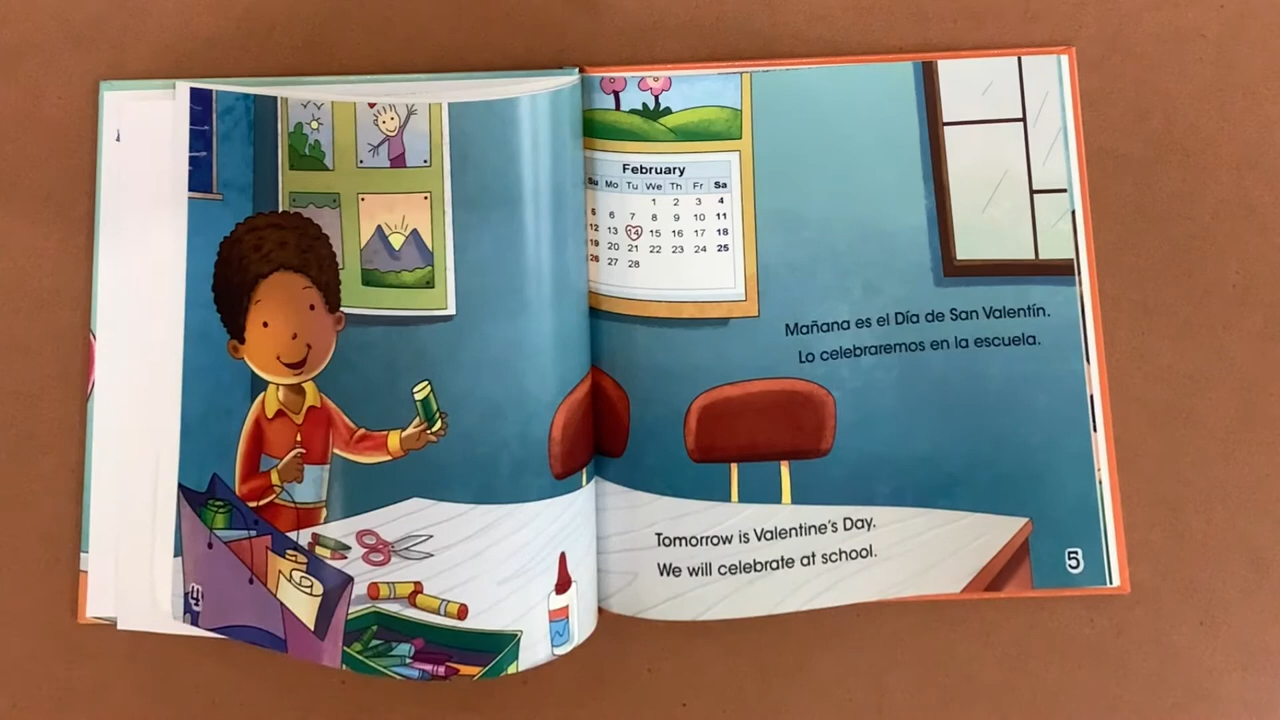 February
Su Mo Tu We Th Fr Sa
1 2 3 4
5 6 7 8 9 10 11
12 13 14 15 16 17 18
19 20 21 22 23 24 25
26 27 28
Mañana es el Día de San Valentín.
Lo celebraremos en la escuela.
Tomorrow is Valentine's Day.
We will celebrate at school.
4
5